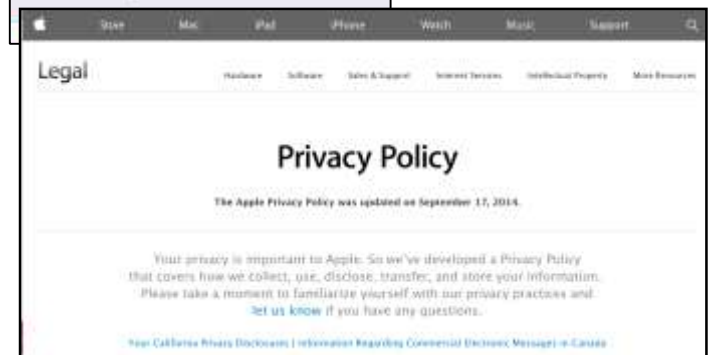 Store Mac iPad iPhone Watch Music Support
Legal Hardware Software Sales & Support Internet Services Intellectual Property More Resources
Privacy Policy
The Apple Privacy Policy was updated on September 17, 2014.
Your privacy is important to Apple. So we've developed a Privacy Policy
that covers how we collect, use, disclose, transfer, and store your information.
Please take a moment to familiarize yourself with our privacy practices and
let us know if you have any questions.
Your California Privacy Disclosures | Information Regarding Commercial Electronic Messages in Canada